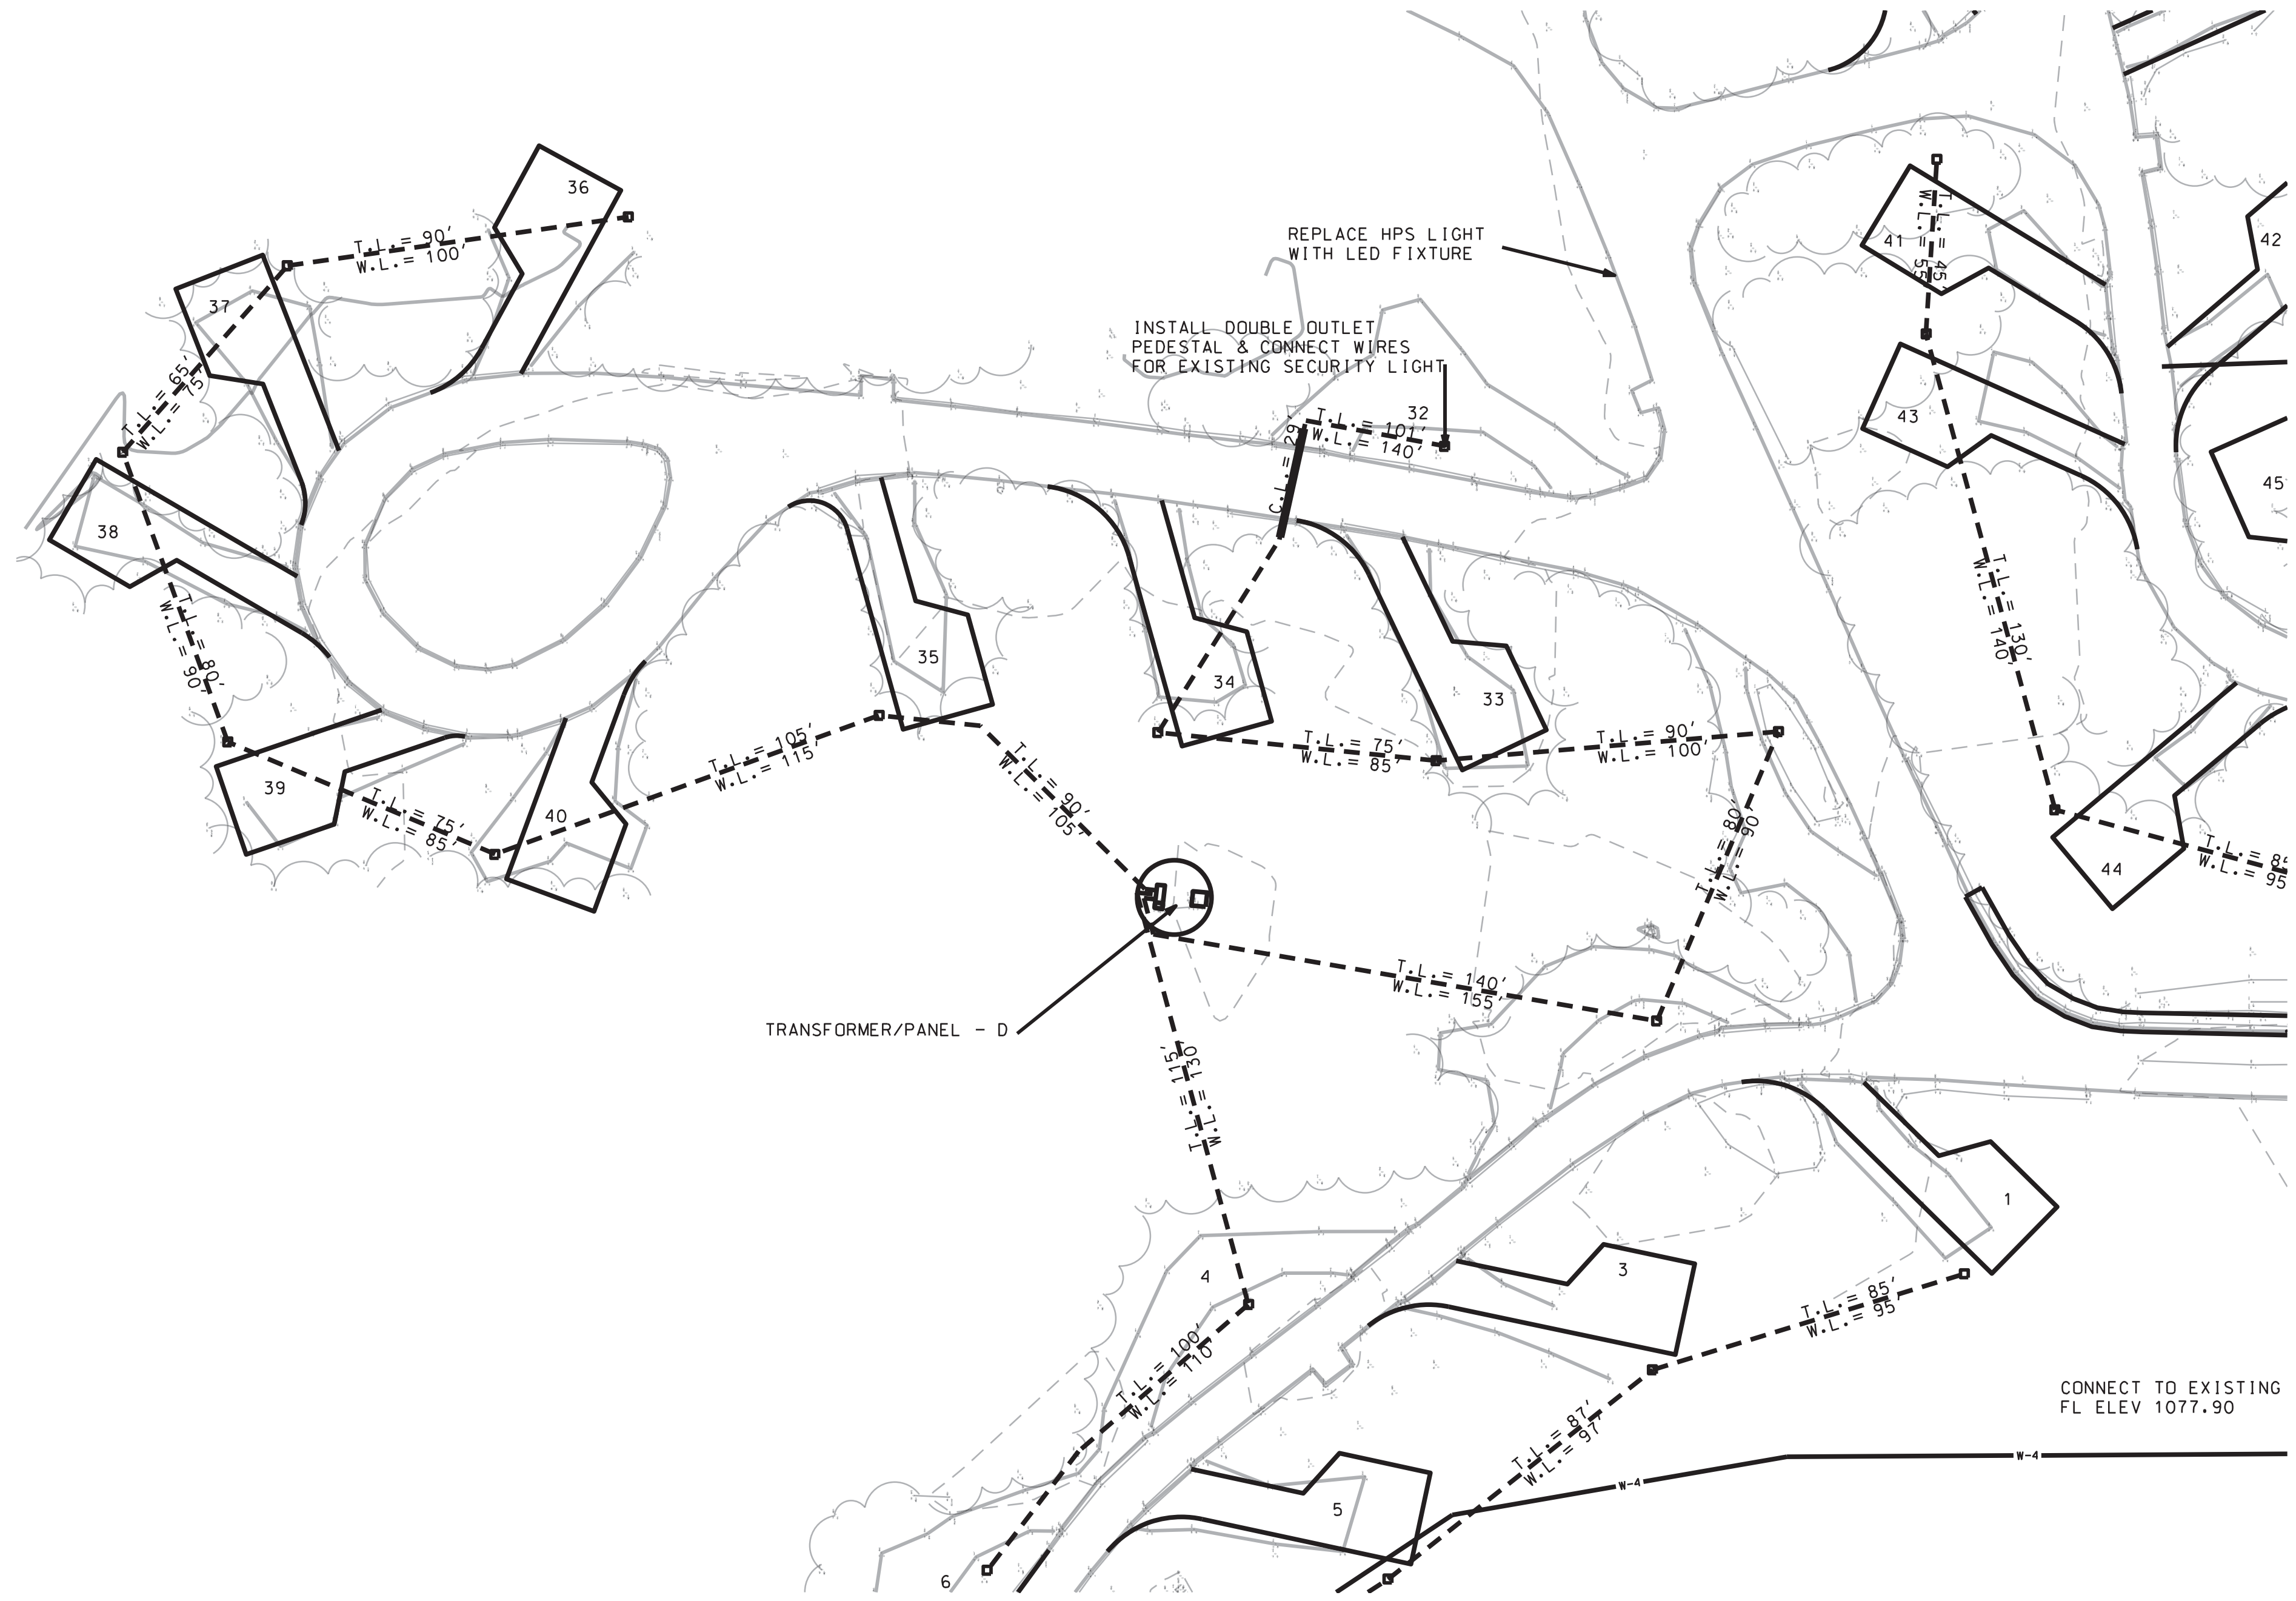 36
T.L.= 90'
W.L.= 100'
37
T.L.= 65'
W.L.= 75'
38
T.L.= 80'
W.L.= 90'
39
T.L.= 75'
W.L.= 85'
40
T.L.= 105'
W.L.= 115'
35
T.L.= 90'
W.L.= 105'
REPLACE HPS LIGHT
WITH LED FIXTURE
INSTALL DOUBLE OUTLET
PEDESTAL & CONNECT WIRES
FOR EXISTING SECURITY LIGHT
32
T.L.= 101'
W.L.= 140'
C.L.= 29'
34
33
T.L.= 75'
W.L.= 85'
T.L.= 90'
W.L.= 100'
T.L.= 80'
W.L.= 90'
T.L.= 140'
W.L.= 155'
TRANSFORMER/PANEL - D
T.L.= 115'
W.L.= 130'
41
T.L.= 45'
W.L.= 55'
42
43
45
T.L.= 130'
W.L.= 140'
44
W.L.= 95
4
T.L.= 100'
W.L.= 110'
6
1
3
T.L.= 85'
W.L.= 95'
T.L.= 87'
W.L.= 97'
5
CONNECT TO EXISTING
FL ELEV 1077.90
W-4
W-4